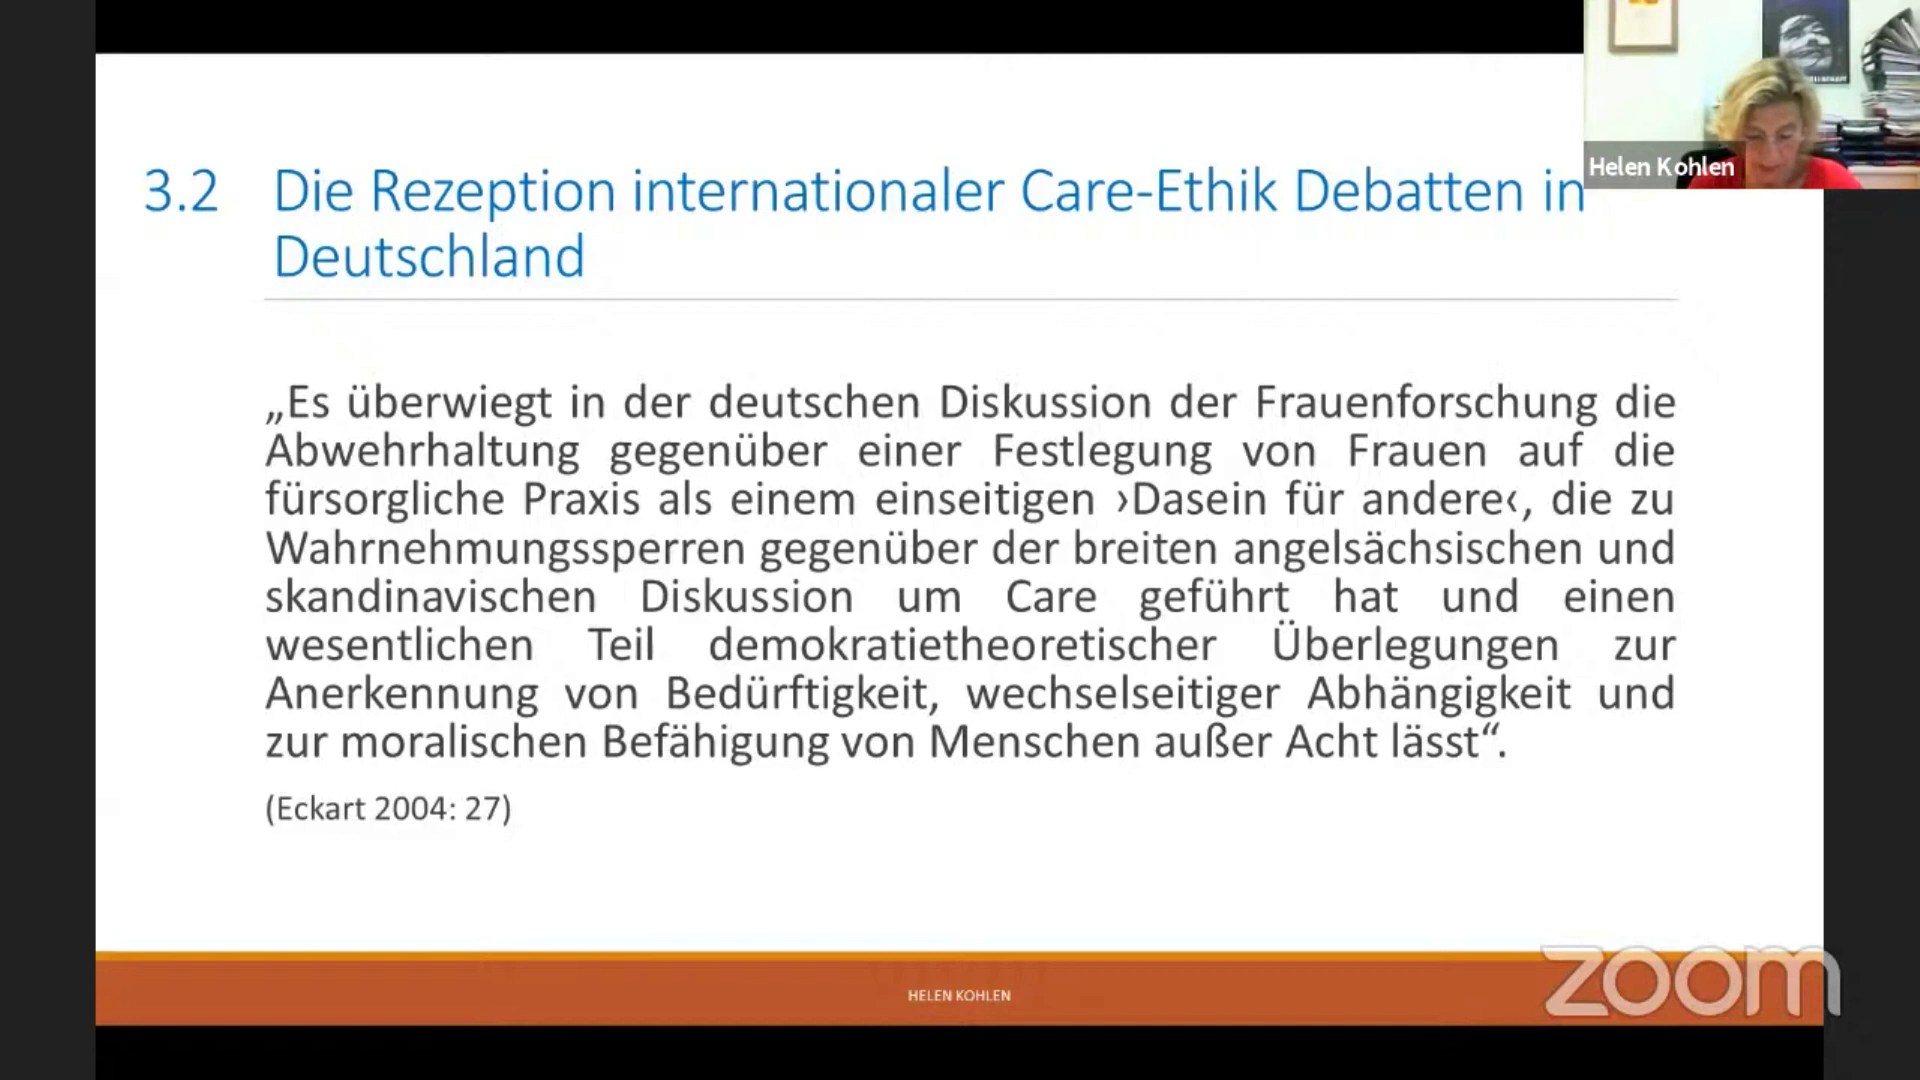 Helen Kohlen
3.2 Die Rezeption internationaler Care-Ethik Debatten in
Deutschland
„Es überwiegt in der deutschen Diskussion der Frauenforschung die
Abwehrhaltung gegenüber einer Festlegung von Frauen auf die
fürsorgliche Praxis als einem einseitigen ›Dasein für andere‹, die zu
Wahrnehmungssperren gegenüber der breiten angelsächsischen und
skandinavischen Diskussion um Care geführt hat und einen
wesentlichen Teil demokratietheoretischer Überlegungen zur
Anerkennung von Bedürftigkeit, wechselseitiger Abhängigkeit und
zur moralischen Befähigung von Menschen außer Acht lässt“.
(Eckart 2004: 27)
HELEN KOHLEN
zoom